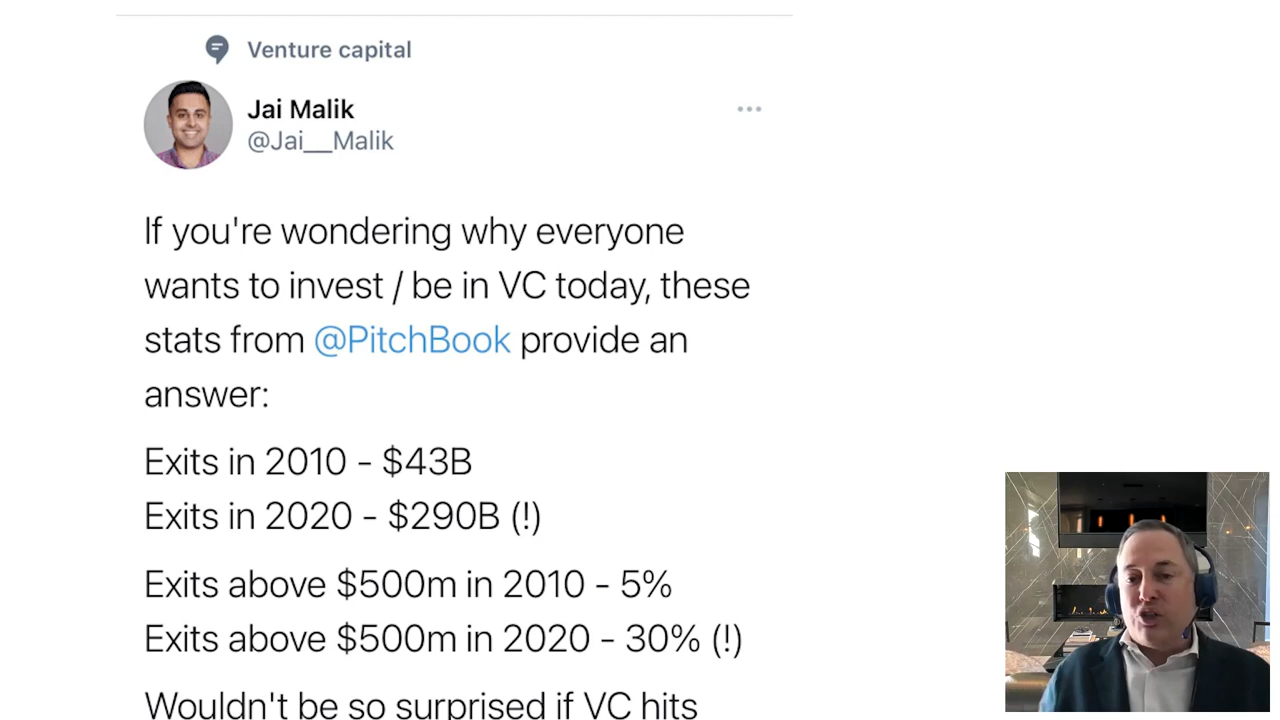 Venture capital
Jai Malik
@Jai__Malik
If you're wondering why everyone
wants to invest / be in VC today, these
stats from @PitchBook provide an
answer:
Exits in 2010 - $43B
Exits in 2020 - $290B (!)
Exits above $500m in 2010 - 5%
Exits above $500m in 2020 - 30% (!)
Wouldn't be so surprised if VC hits